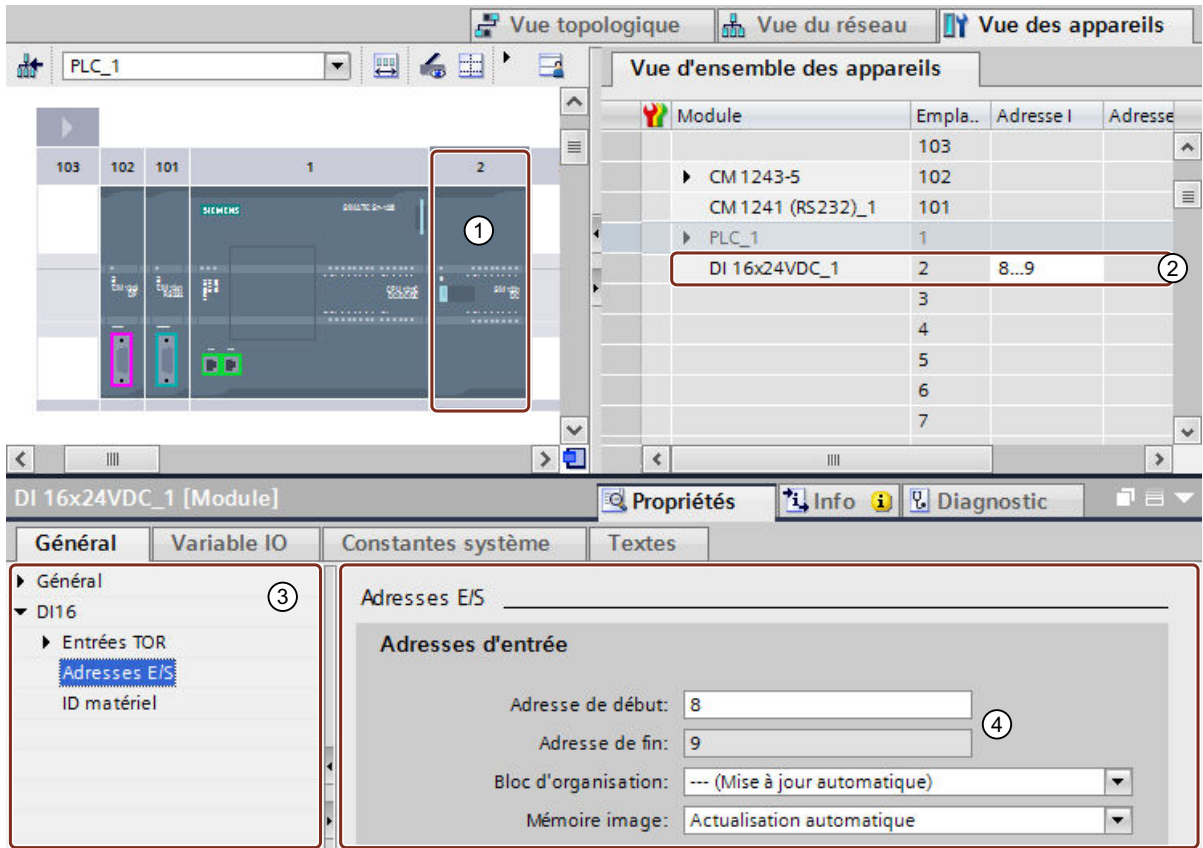 Vue topologique Vue du réseau Vue des appareils
PLC_1
Vue d'ensemble des appareils
Module Empla.. Adresse I Adresse
103
CM 1243-5 102
CM 1241 (RS232)_1 101
PLC_1 1
DI 16x24VDC_1 2 8...9 2
3
4
5
6
7
103 102 101 1 2
SIEMENS
1
DI 16x24VDC_1 [Module]
Propriétés Info Diagnostic
Général Variable IO Constantes système Textes
Général
3
DI16
Entrées TOR
Adresses E/S
ID matériel
Adresses E/S
Adresses d'entrée
Adresse de début: 8
4
Adresse de fin: 9
Bloc d'organisation: --- (Mise à jour automatique)
Mémoire image: Actualisation automatique